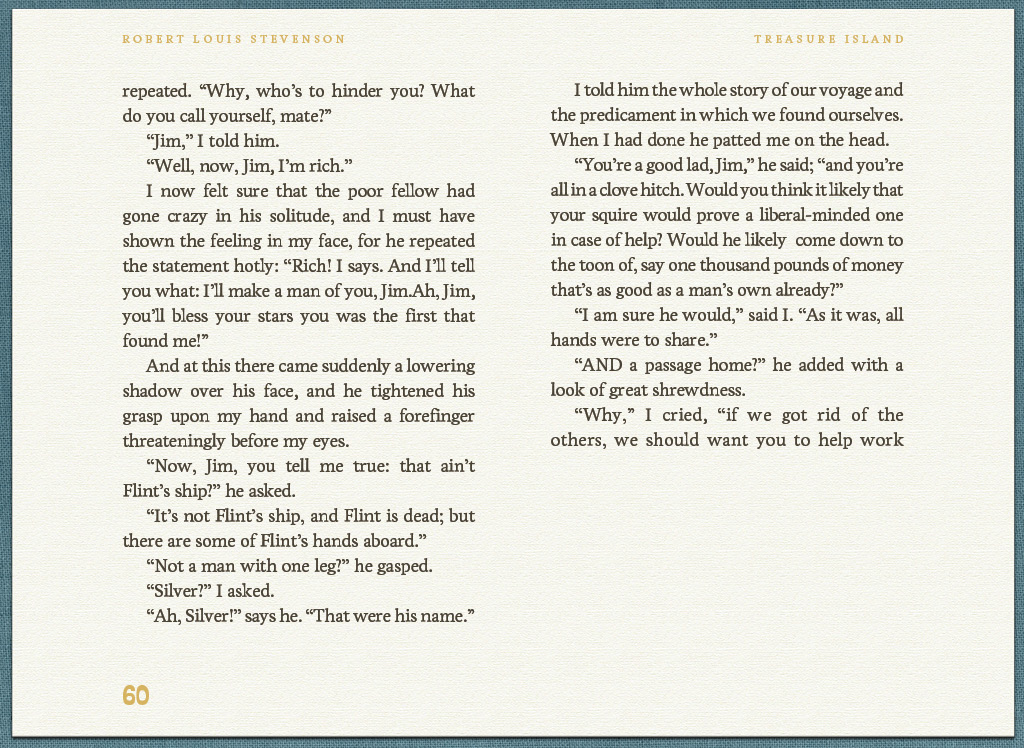 ROBERT LOUIS STEVENSON
TREASURE ISLAND
repeated. “Why, who’s to hinder you? What
do you call yourself, mate?”
“Jim,” I told him.
“Well, now, Jim, I’m rich.”
I now felt sure that the poor fellow had
gone crazy in his solitude, and I must have
shown the feeling in my face, for he repeated
the statement hotly: “Rich! I says. And I’ll tell
you what: I’ll make a man of you, Jim.Ah, Jim,
you’ll bless your stars you was the first that
found me!”
And at this there came suddenly a lowering
shadow over his face, and he tightened his
grasp upon my hand and raised a forefinger
threateningly before my eyes.
“Now, Jim, you tell me true: that ain’t
Flint’s ship?” he asked.
“It’s not Flint’s ship, and Flint is dead; but
there are some of Flint’s hands aboard.”
“Not a man with one leg?” he gasped.
“Silver?” I asked.
“Ah, Silver!” says he. “That were his name.”
I told him the whole story of our voyage and
the predicament in which we found ourselves.
When I had done he patted me on the head.
“You’re a good lad, Jim,” he said; “and you’re
all in a clove hitch. Would you think it likely that
your squire would prove a liberal-minded one
in case of help? Would he likely  come down to
the toon of, say one thousand pounds of money
that’s as good as a man’s own already?”
“I am sure he would,” said I. “As it was, all
hands were to share.”
“AND a passage home?” he added with a
look of great shrewdness.
“Why,” I cried, “if we got rid of the
others, we should want you to help work
60